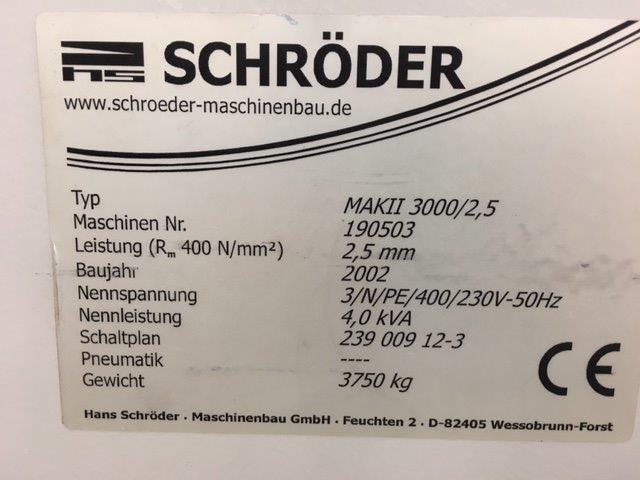 HS SCHRÖDER
www.schroeder-maschinenbau.de
Typ MAKII 3000/2,5
Maschinen Nr. 190503
Leistung (Rm 400 N/mm²) 2,5 mm
Baujahr 2002
Nennspannung 3/N/PE/400/230V-50Hz
Nennleistung 4,0 kVA
Schaltplan 239 009 12-3
Pneumatik ----
Gewicht 3750 kg
CE
Hans Schröder · Maschinenbau GmbH · Feuchten 2 · D-82405 Wessobrunn-Forst